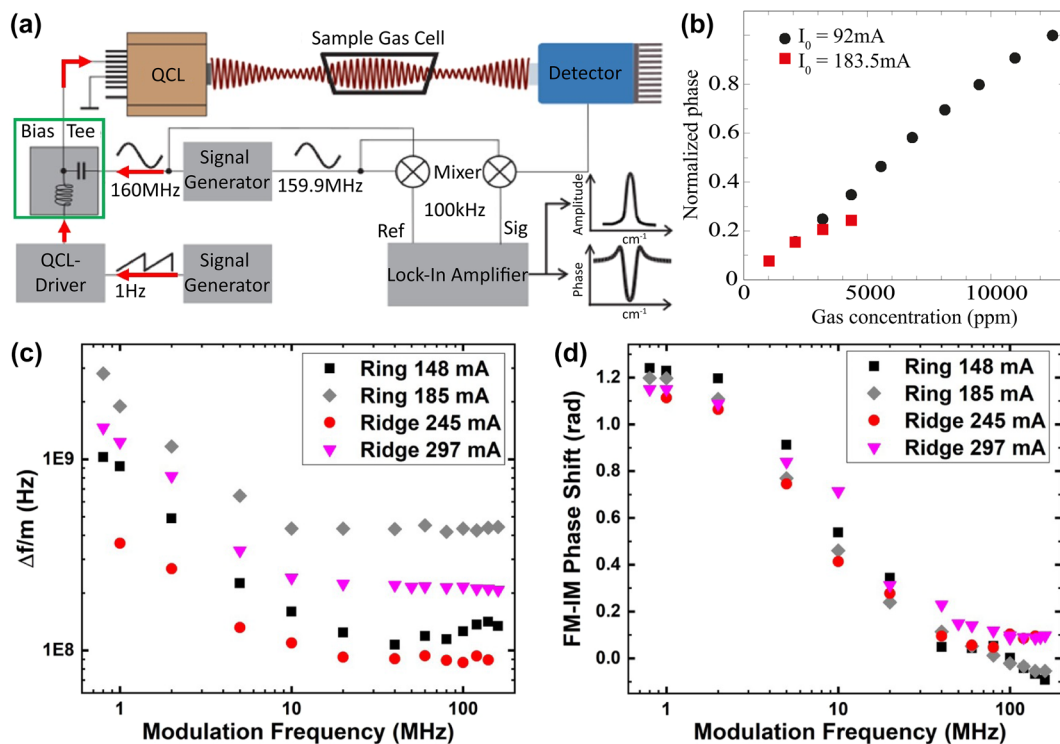 (a)
Sample Gas Cell
QCL
Detector
Bias Tee
Signal
Generator
160MHz
159.9MHz
Mixer
100kHz
Ref
Sig
QCL-
Driver
1Hz
Signal
Generator
Lock-In Amplifier
Amplitude
cm-1
Phase
cm-1
(b)
I0 = 92mA
I0 = 183.5mA
Normalized phase
1
0.8
0.6
0.4
0.2
0
0 5000 10000
Gas concentration (ppm)
(c)
Ring 148 mA
Ring 185 mA
Ridge 245 mA
Ridge 297 mA
Δf/m (Hz)
1E9
1E8
1 10 100
Modulation Frequency (MHz)
(d)
Ring 148 mA
Ring 185 mA
Ridge 245 mA
Ridge 297 mA
FM-IM Phase Shift (rad)
1.2
1.0
0.8
0.6
0.4
0.2
0.0
1 10 100
Modulation Frequency (MHz)